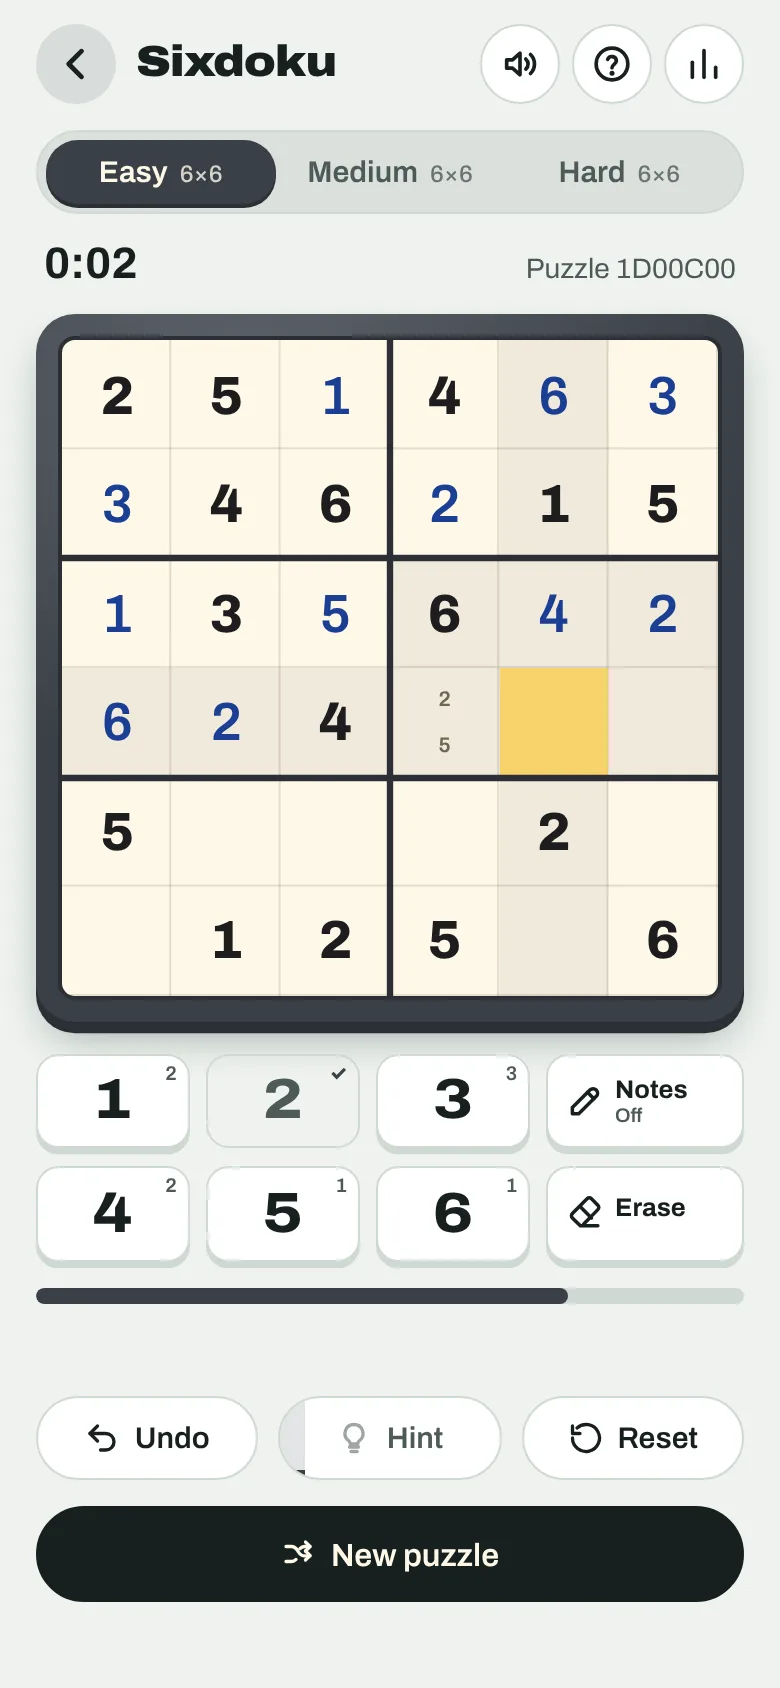 Sixdoku
Easy 6×6 Medium 6×6 Hard 6×6
0:02 Puzzle 1D00C00
2 5 1 4 6 3
3 4 6 2 1 5
1 3 5 6 4 2
6 2 4 2 5
5 2
1 2 5 6
1 2 2 3 3 Notes
Off
4 2 5 1 6 1 Erase
Undo Hint Reset
New puzzle